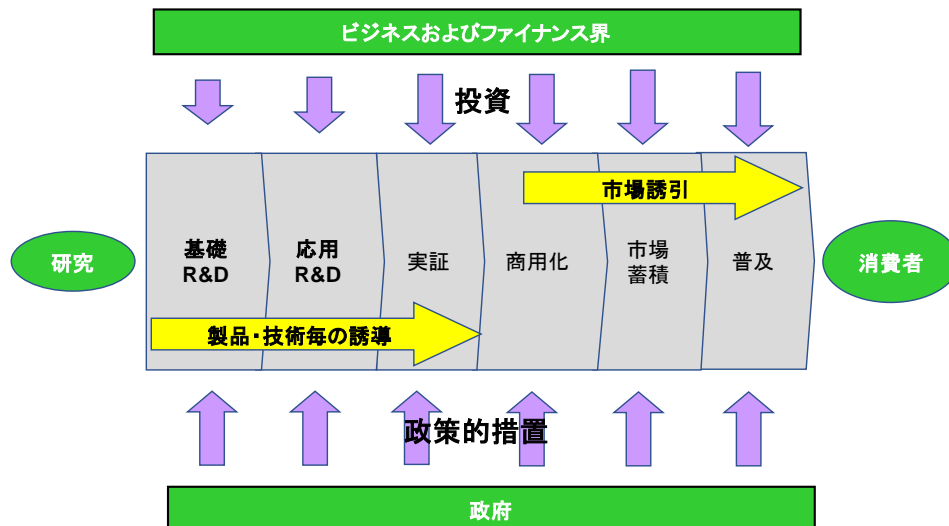 ビジネスおよびファイナンス界
投資
市場誘引
研究
基礎
R&D
応用
R&D
実証
商用化
市場
蓄積
普及
消費者
製品・技術毎の誘導
政策的措置
政府